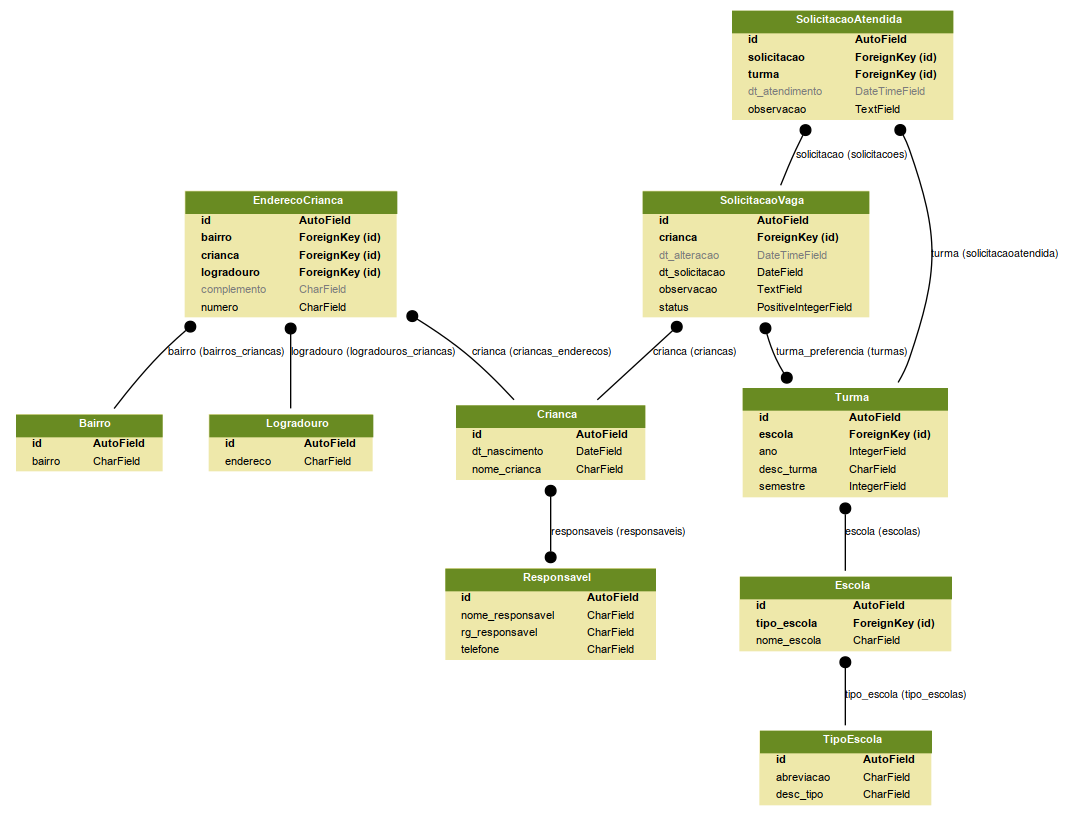 SolicitacaoAtendida
id AutoField
solicitacao ForeignKey (id)
turma ForeignKey (id)
dt_atendimento DateTimeField
observacao TextField
solicitacao (solicitacoes)
turma (solicitacaoatendida)
EnderecoCrianca
id AutoField
bairro ForeignKey (id)
crianca ForeignKey (id)
logradouro ForeignKey (id)
complemento CharField
numero CharField
SolicitacaoVaga
id AutoField
crianca ForeignKey (id)
dt_alteracao DateTimeField
dt_solicitacao DateField
observacao TextField
status PositiveIntegerField
bairro (bairros_criancas)
logradouro (logradouros_criancas)
crianca (criancas_enderecos)
crianca (criancas)
turma_preferencia (turmas)
Bairro
id AutoField
bairro CharField
Logradouro
id AutoField
endereco CharField
Crianca
id AutoField
dt_nascimento DateField
nome_crianca CharField
Turma
id AutoField
escola ForeignKey (id)
ano IntegerField
desc_turma CharField
semestre IntegerField
responsaveis (responsaveis)
escola (escolas)
Responsavel
id AutoField
nome_responsavel CharField
rg_responsavel CharField
telefone CharField
Escola
id AutoField
tipo_escola ForeignKey (id)
nome_escola CharField
tipo_escola (tipo_escolas)
TipoEscola
id AutoField
abreviacao CharField
desc_tipo CharField